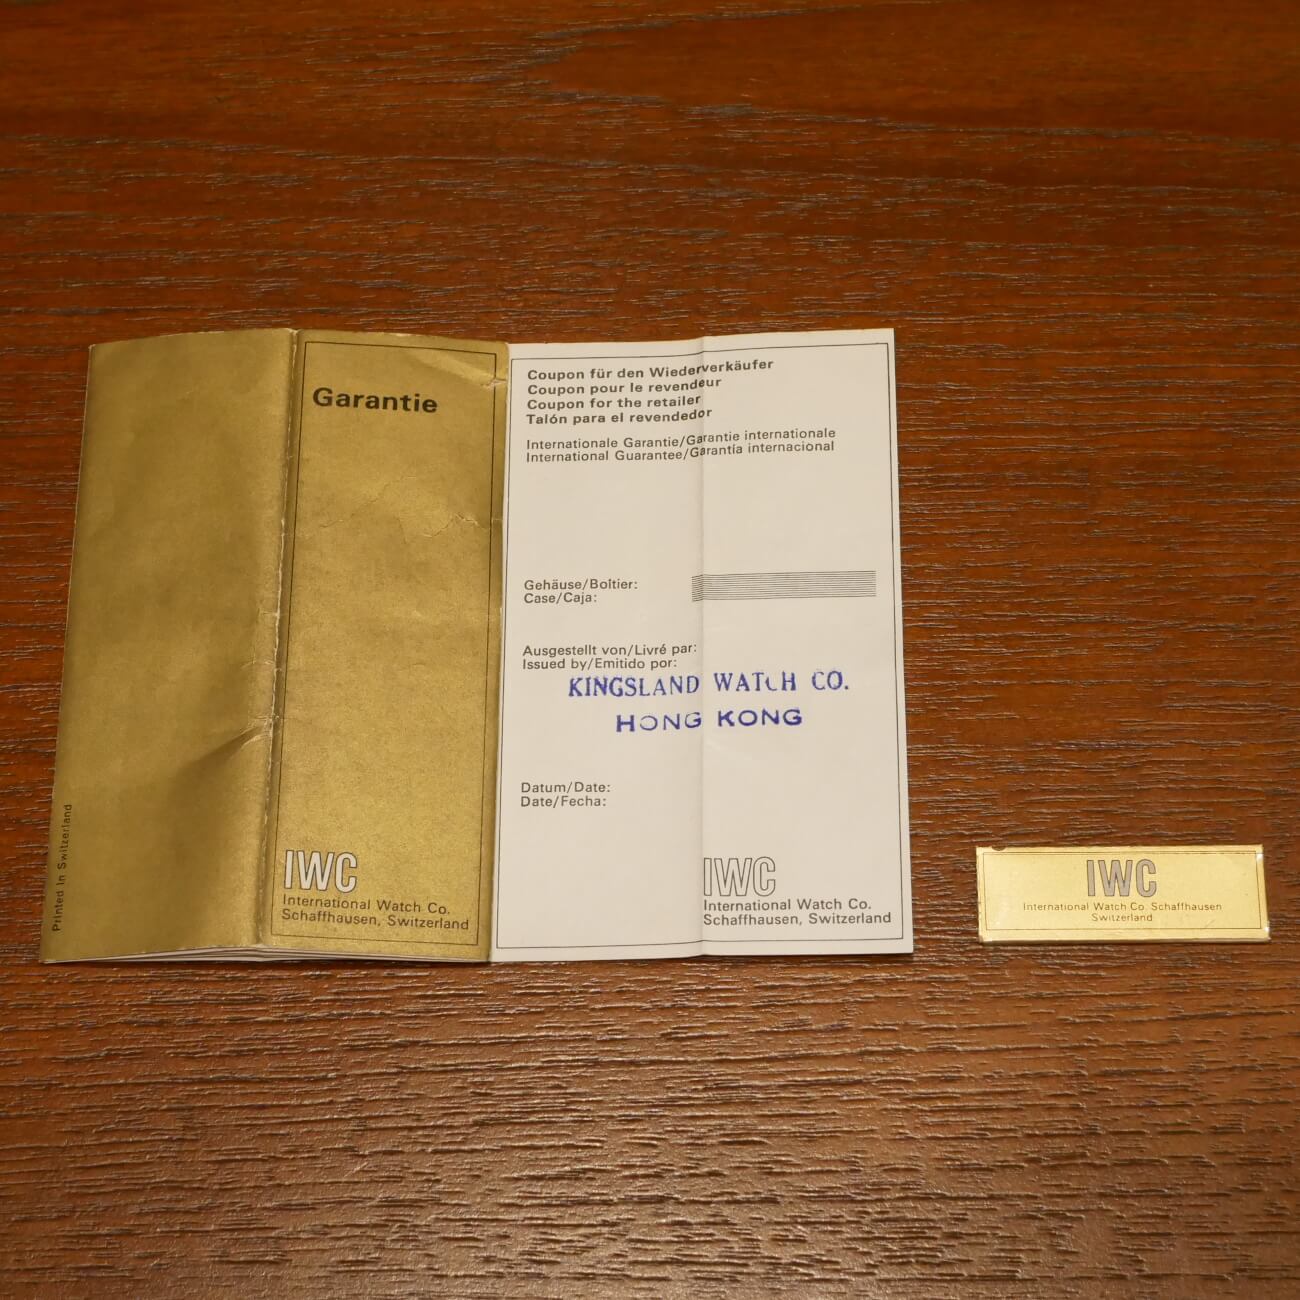 Garantie
IWC
International Watch Co.
Schaffhausen, Switzerland
Printed in Switzerland
Coupon für den Wiederverkäufer
Coupon pour le revendeur
Coupon for the retailer
Talón para el revendedor
Internationale Garantie/Garantie internationale
International Guarantee/Garantía internacional
Gehäuse/Boîtier:
Case/Caja:
Ausgestellt von/Livré par:
Issued by/Emitido por:
KINGSLAND WATCH CO.
HONG KONG
Datum/Date:
Date/Fecha:
IWC
International Watch Co.
Schaffhausen, Switzerland
IWC
International Watch Co. Schaffhausen
Switzerland